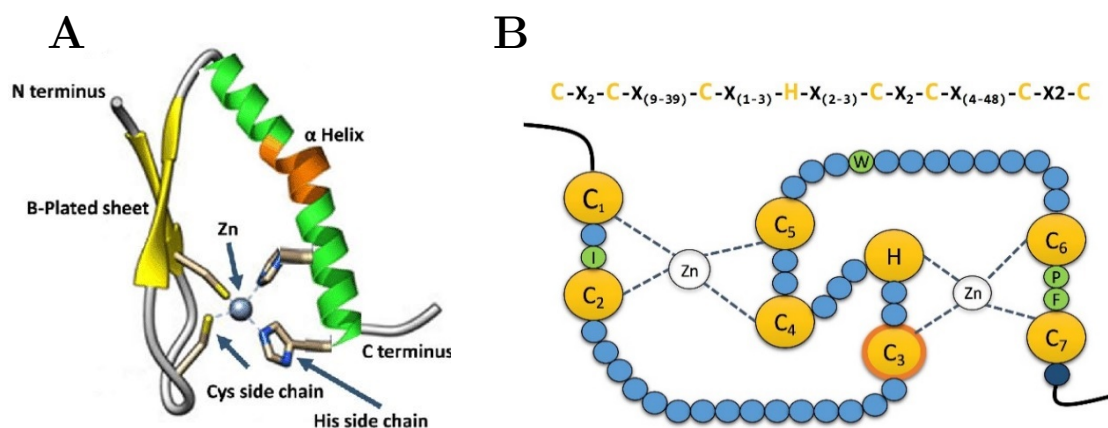 A
B
N terminus
α Helix
B-Plated sheet
Zn
C terminus
Cys side chain
His side chain
C-X₂-C-X₍₉₋₃₉₎-C-X₍₁₋₃₎-H-X₍₂₋₃₎-C-X₂-C-X₍₄₋₄₈₎-C-X2-C
W
C₁
C₅
C₆
I
Zn
H
Zn
P
C₂
F
C₄
C₃
C₇